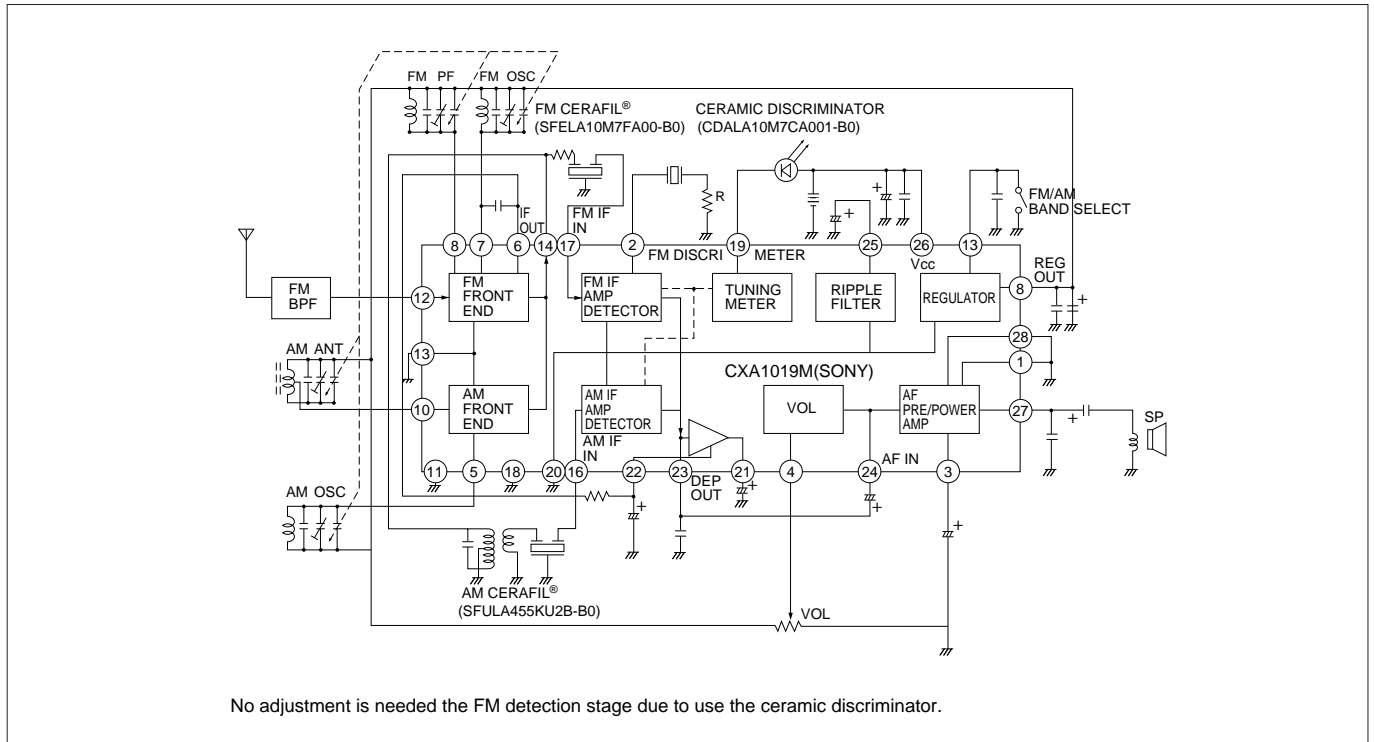 FM PF FM OSC
FM CERAFIL®
(SFELA10M7FA00-B0)
CERAMIC DISCRIMINATOR
(CDALA10M7CA001-B0)
R
FM/AM
BAND SELECT
IF
OUT
FM IF
IN
8 7 6 14 17 2 FM DISCRI 19 METER 25 26 13
Vcc
REG
OUT
8
FM
BPF
12
FM
FRONT
END
FM IF
AMP
DETECTOR
TUNING
METER
RIPPLE
FILTER
REGULATOR
13
28
1
AM ANT
CXA1019M(SONY)
10
AM
FRONT
END
AM IF
AMP
DETECTOR
VOL
AF
PRE/POWER
AMP
27
SP
AM IF
IN
11 5 18 20 16 22 23 21 4 24 AF IN 3
DEP
OUT
AM OSC
AM CERAFIL®
(SFULA455KU2B-B0)
VOL
No adjustment is needed the FM detection stage due to use the ceramic discriminator.